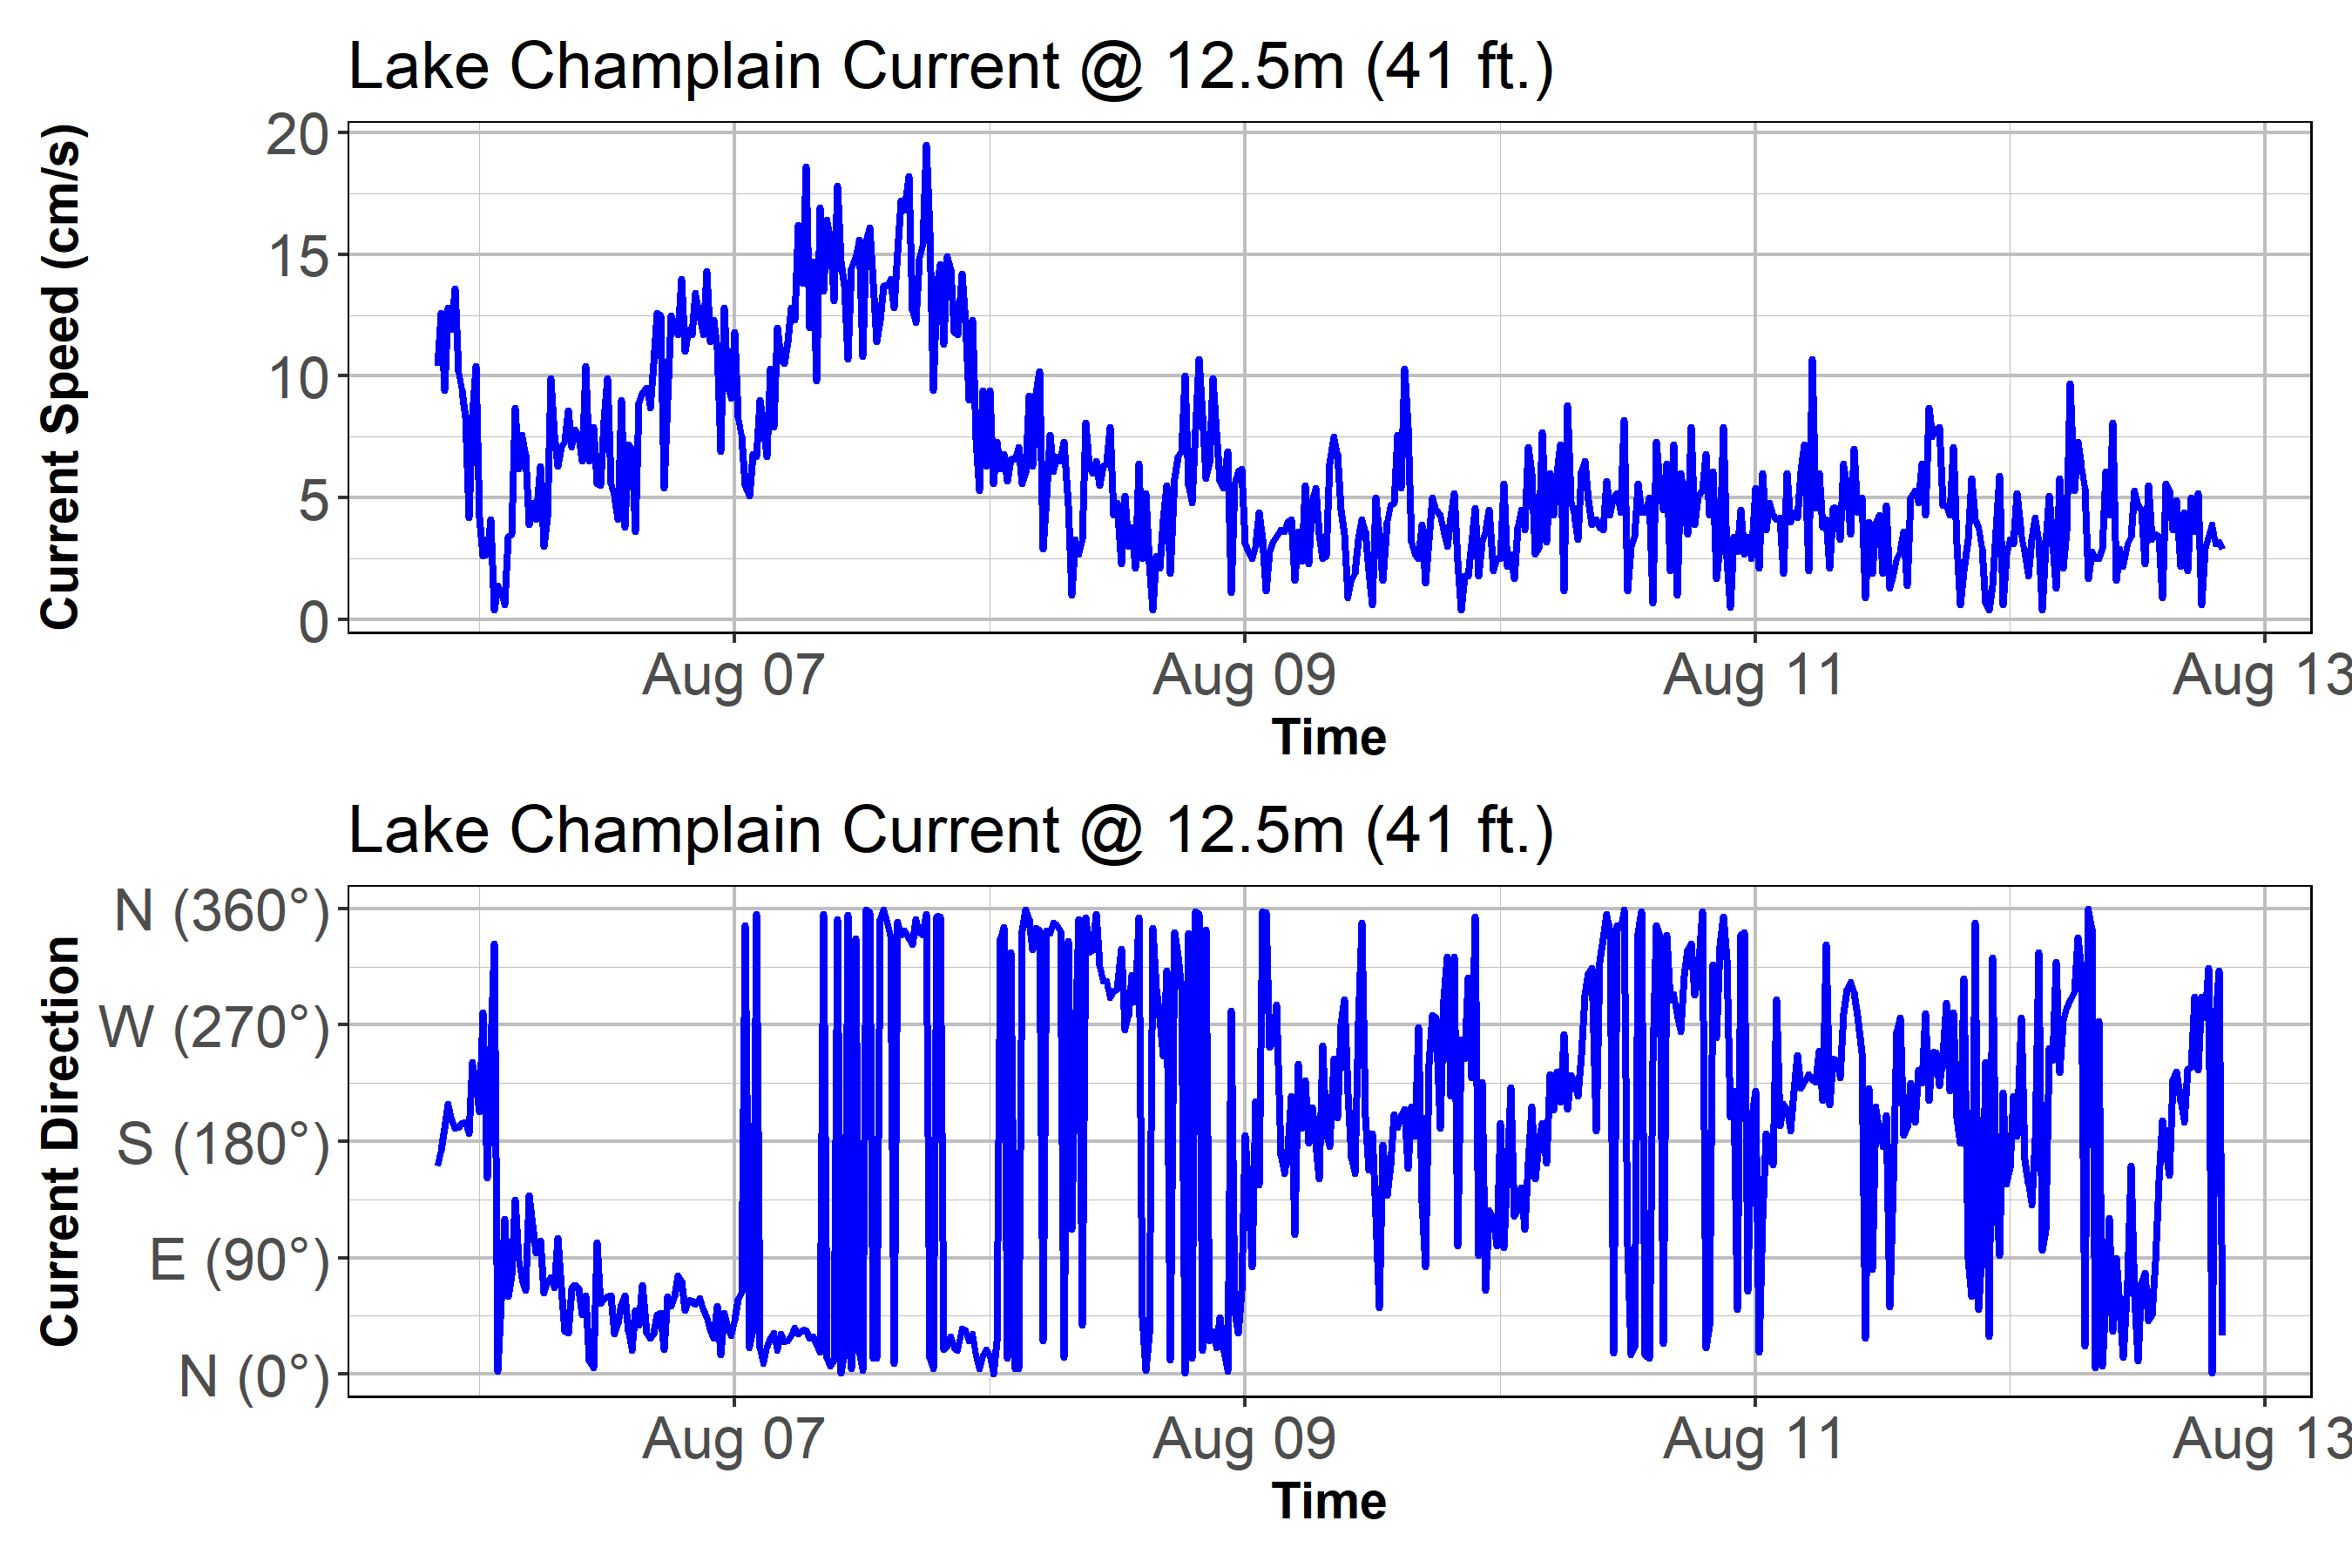 Lake Champlain Current @ 12.5m (41 ft.)
Current Speed (cm/s)
20
15
10
5
0
Aug 07 Aug 09 Aug 11 Aug 13
Time
Lake Champlain Current @ 12.5m (41 ft.)
Current Direction
N (360°)
W (270°)
S (180°)
E (90°)
N (0°)
Aug 07 Aug 09 Aug 11 Aug 13
Time